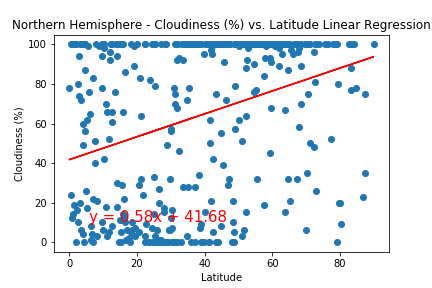 Northern Hemisphere - Cloudiness (%) vs. Latitude Linear Regression
100
80
60
40
20
0
Cloudiness (%)
y = 0.58x + 41.68
0
20
40
60
80
Latitude